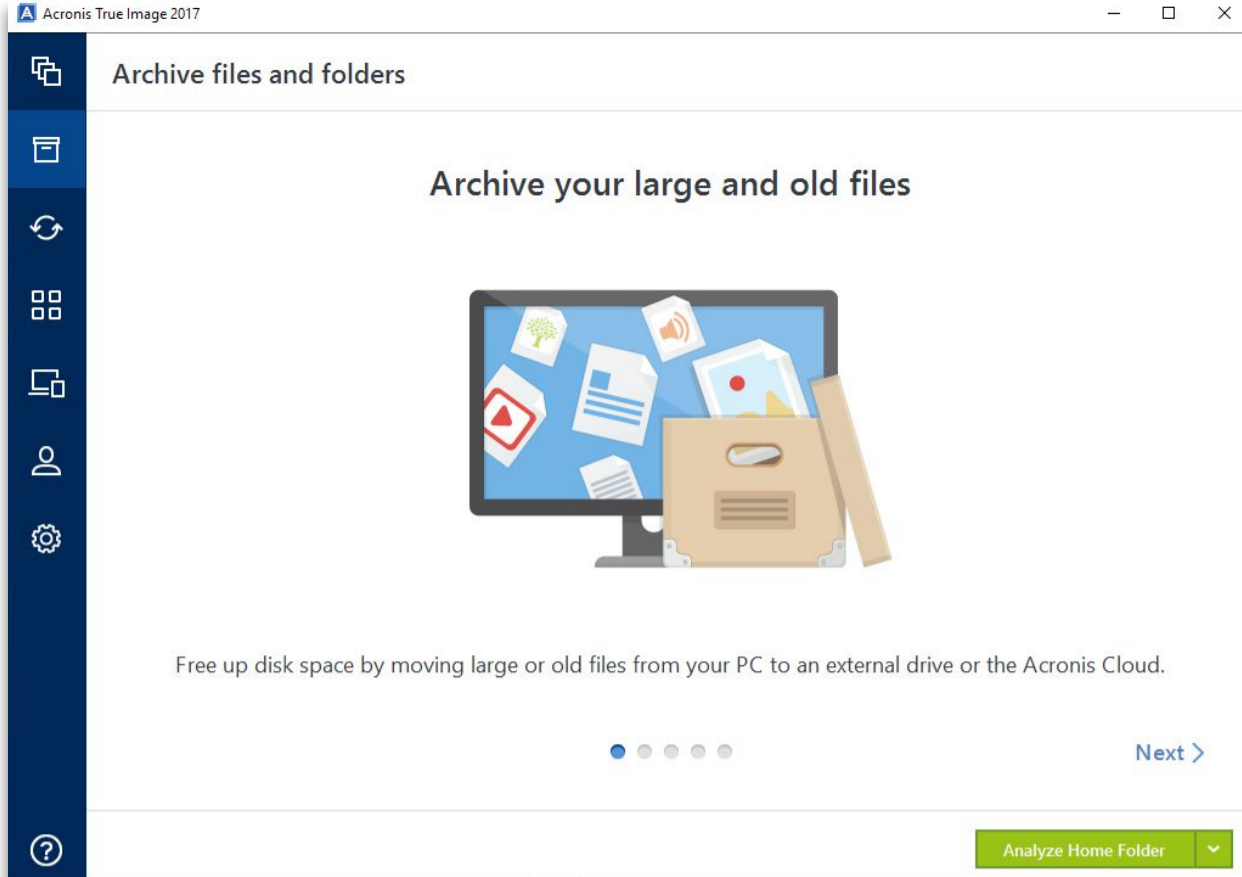 Acronis True Image 2017
Archive files and folders
Archive your large and old files
Free up disk space by moving large or old files from your PC to an external drive or the Acronis Cloud.
Next
Analyze Home Folder